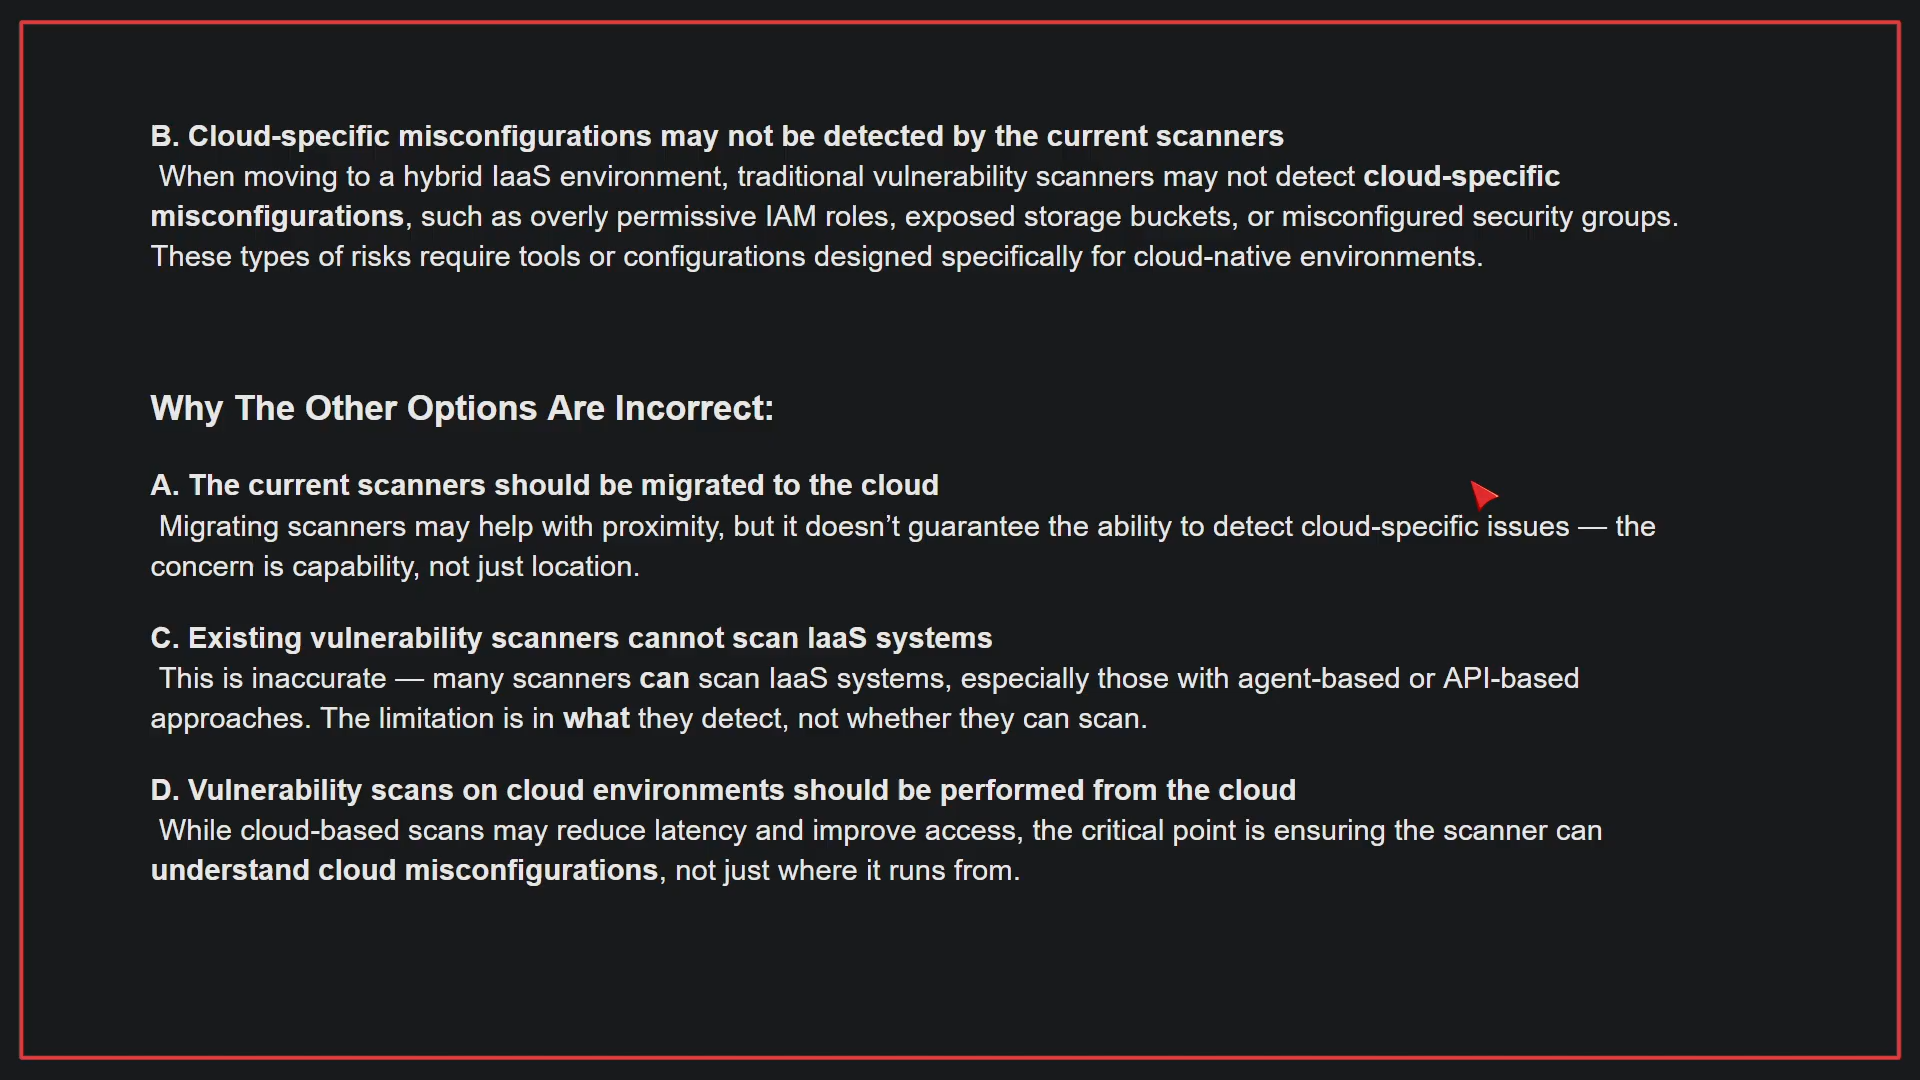 B. Cloud-specific misconfigurations may not be detected by the current scanners
When moving to a hybrid IaaS environment, traditional vulnerability scanners may not detect cloud-specific
misconfigurations, such as overly permissive IAM roles, exposed storage buckets, or misconfigured security groups.
These types of risks require tools or configurations designed specifically for cloud-native environments.
Why The Other Options Are Incorrect:
A. The current scanners should be migrated to the cloud
Migrating scanners may help with proximity, but it doesn’t guarantee the ability to detect cloud-specific issues — the
concern is capability, not just location.
C. Existing vulnerability scanners cannot scan IaaS systems
This is inaccurate — many scanners can scan IaaS systems, especially those with agent-based or API-based
approaches. The limitation is in what they detect, not whether they can scan.
D. Vulnerability scans on cloud environments should be performed from the cloud
While cloud-based scans may reduce latency and improve access, the critical point is ensuring the scanner can
understand cloud misconfigurations, not just where it runs from.